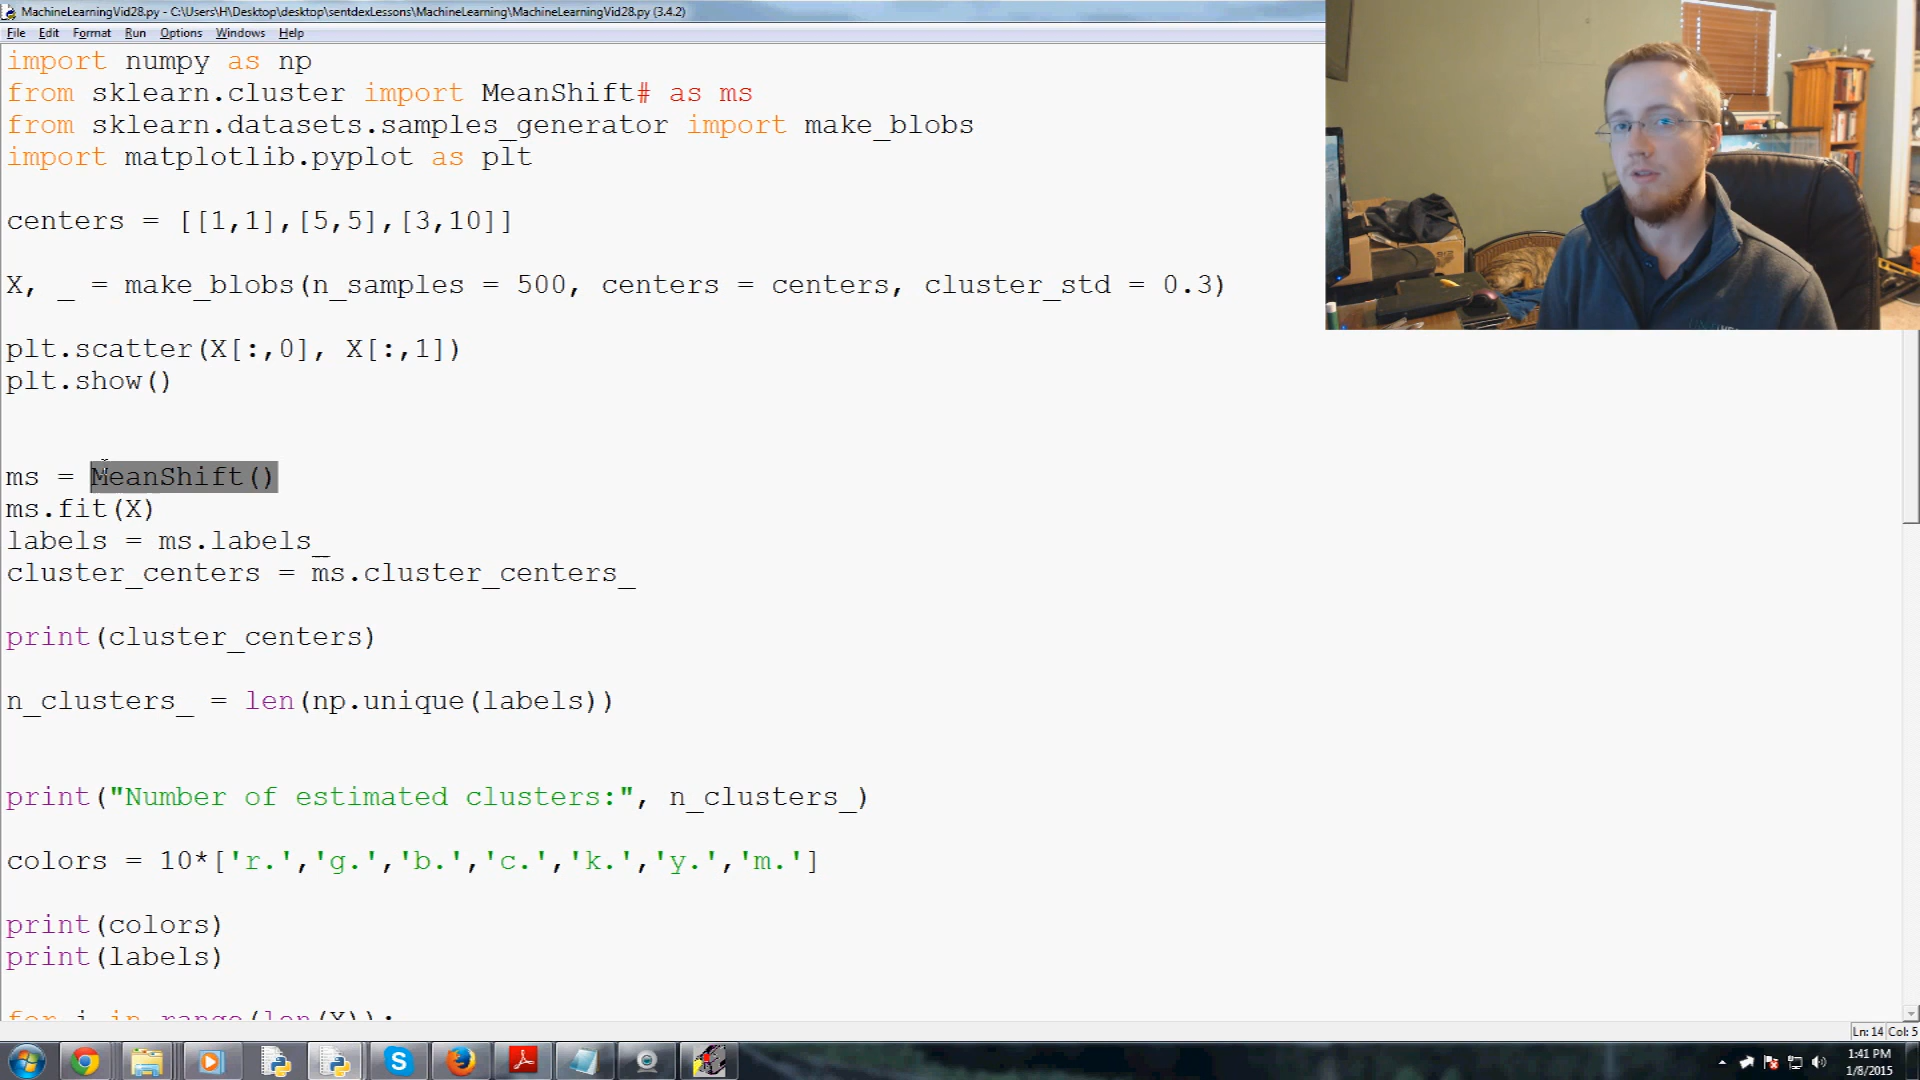 MachineLearningVid28.py - C:\Users\H\Desktop\desktop\sentdexLessons\MachineLearning\MachineLearningVid28.py (3.4.2)
File Edit Format Run Options Windows Help
import numpy as np
from sklearn.cluster import MeanShift# as ms
from sklearn.datasets.samples_generator import make_blobs
import matplotlib.pyplot as plt
centers = [[1,1],[5,5],[3,10]]
X, _ = make_blobs(n_samples = 500, centers = centers, cluster_std = 0.3)
plt.scatter(X[:,0], X[:,1])
plt.show()
ms = MeanShift()
ms.fit(X)
labels = ms.labels_
cluster_centers = ms.cluster_centers_
print(cluster_centers)
n_clusters_ = len(np.unique(labels))
print("Number of estimated clusters:", n_clusters_)
colors = 10*['r.','g.','b.','c.','k.','y.','m.']
print(colors)
print(labels)
for i in range(len(X)):
Ln: 14 Col: 5
1:41 PM
1/8/2015